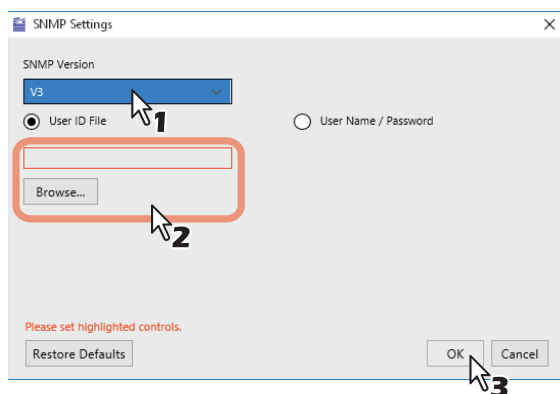 SNMP Settings
SNMP Version
V3
1
User ID File
User Name / Password
Browse...
2
Please set highlighted controls.
Restore Defaults
OK
Cancel
3